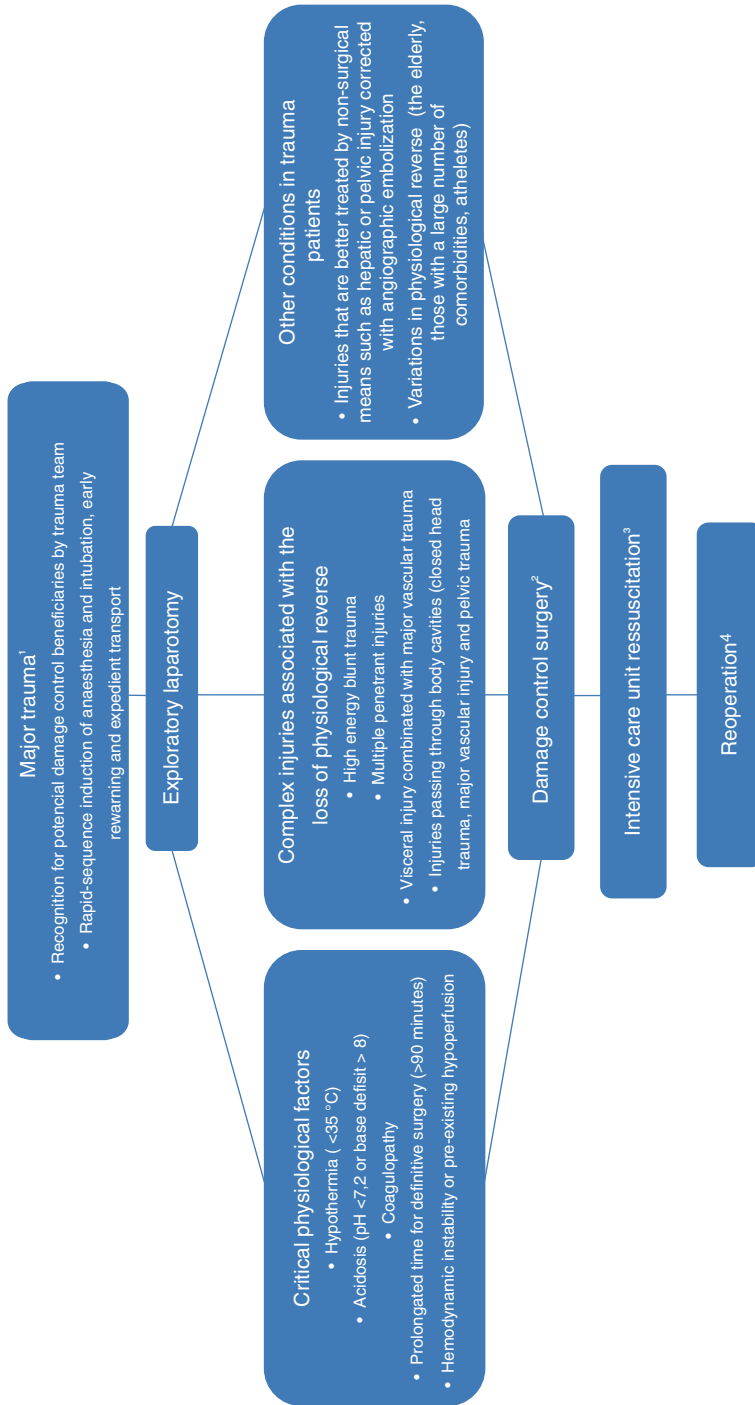 Major trauma¹
• Recognition for potencial damage control beneficiaries by trauma team
• Rapid-sequence induction of anaesthesia and intubation, early
rewarning and expedient transport
Exploratory laparotomy
Critical physiological factors
• Hypothermia ( <35 °C)
• Acidosis (pH <7,2 or base defisit > 8)
• Coagulopathy
• Prolongated time for definitive surgery (>90 minutes)
• Hemodynamic instability or pre-existing hypoperfusion
Complex injuries associated with the
loss of physiological reverse
• High energy blunt trauma
• Multiple penetrant injuries
• Visceral injury combined with major vascular trauma
• Injuries passing through body cavities (closed head
trauma, major vascular injury and pelvic trauma
Other conditions in trauma
patients
• Injuries that are better treated by non-surgical
means such as hepatic or pelvic injury corrected
with angiographic embolization
• Variations in physiological reverse (the elderly,
those with a large number of
comorbidities, atheletes)
Damage control surgery²
Intensive care unit ressuscitation³
Reoperation⁴